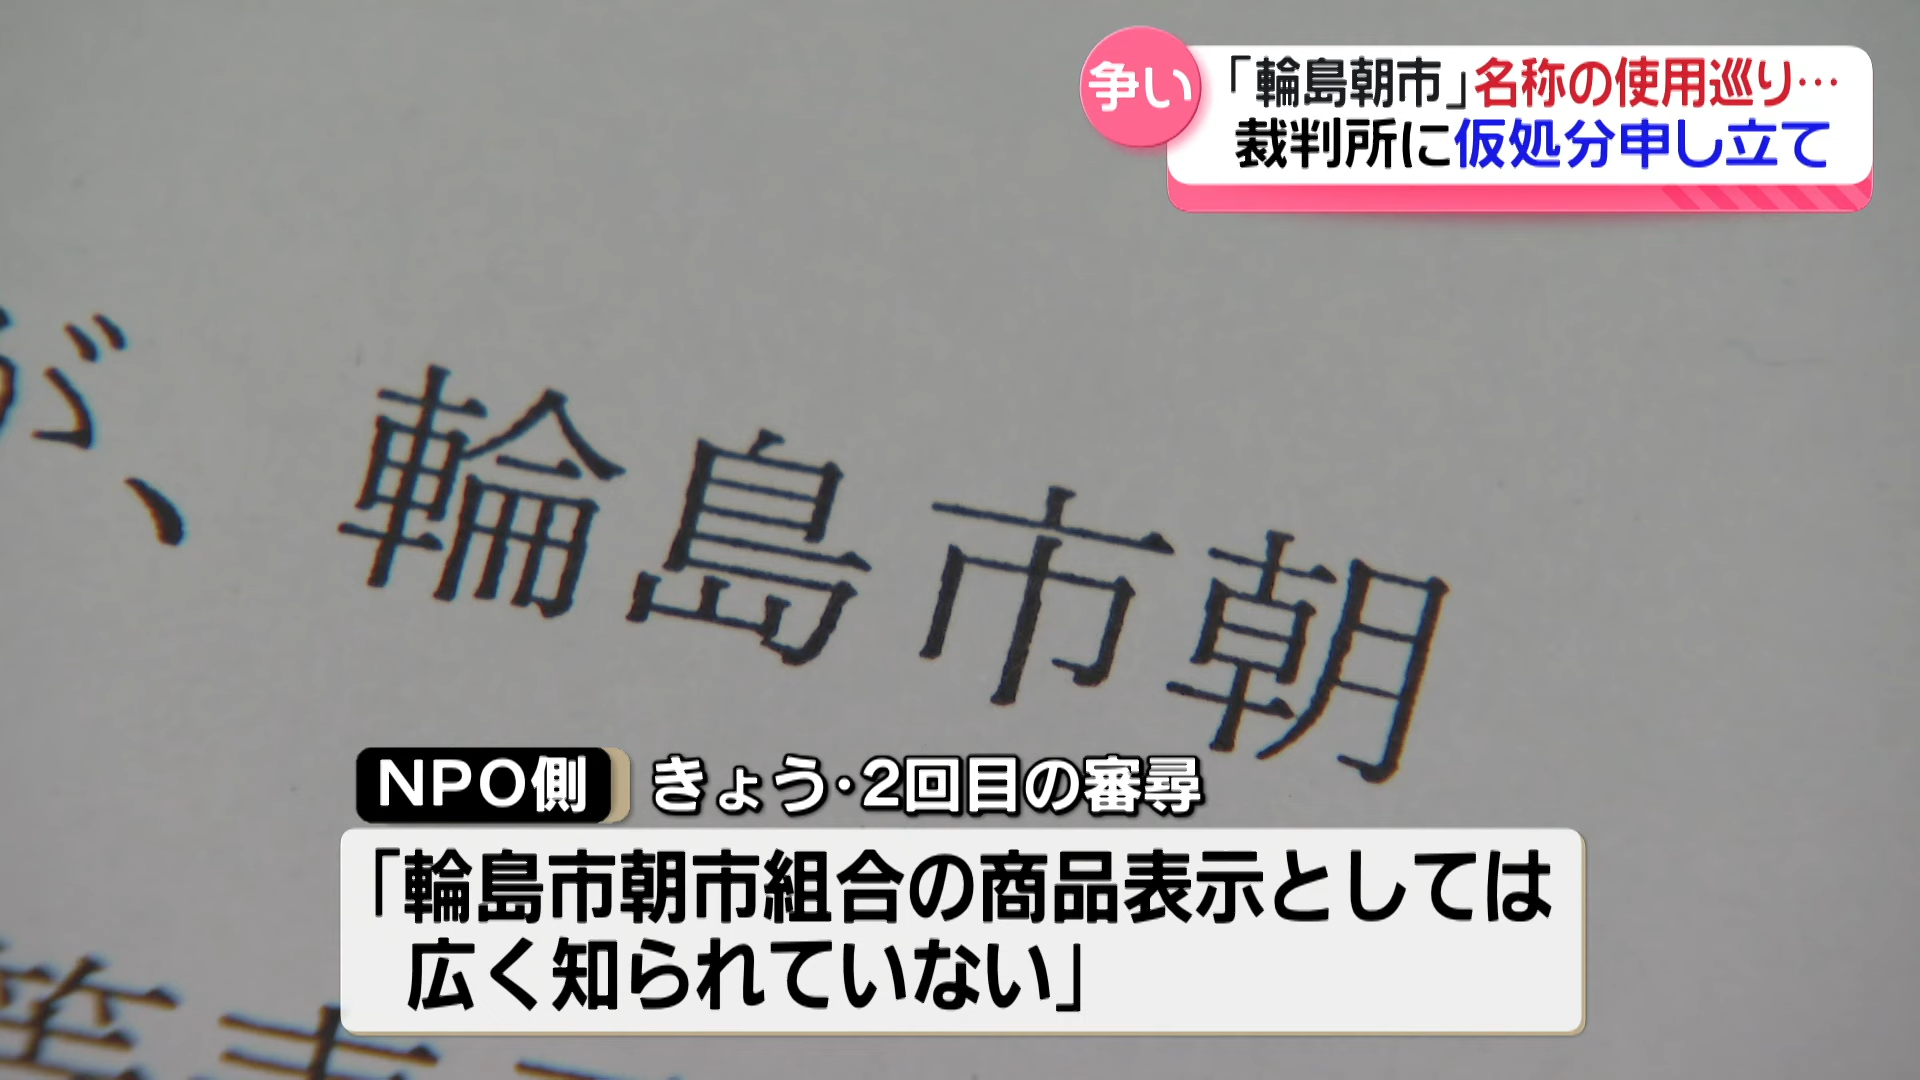 争い
「輪島朝市」名称の使用巡り…
裁判所に仮処分申し立て
が、輪島市朝
NPO側 きょう・2回目の審尋
「輪島市朝市組合の商品表示としては
広く知られていない」
等表